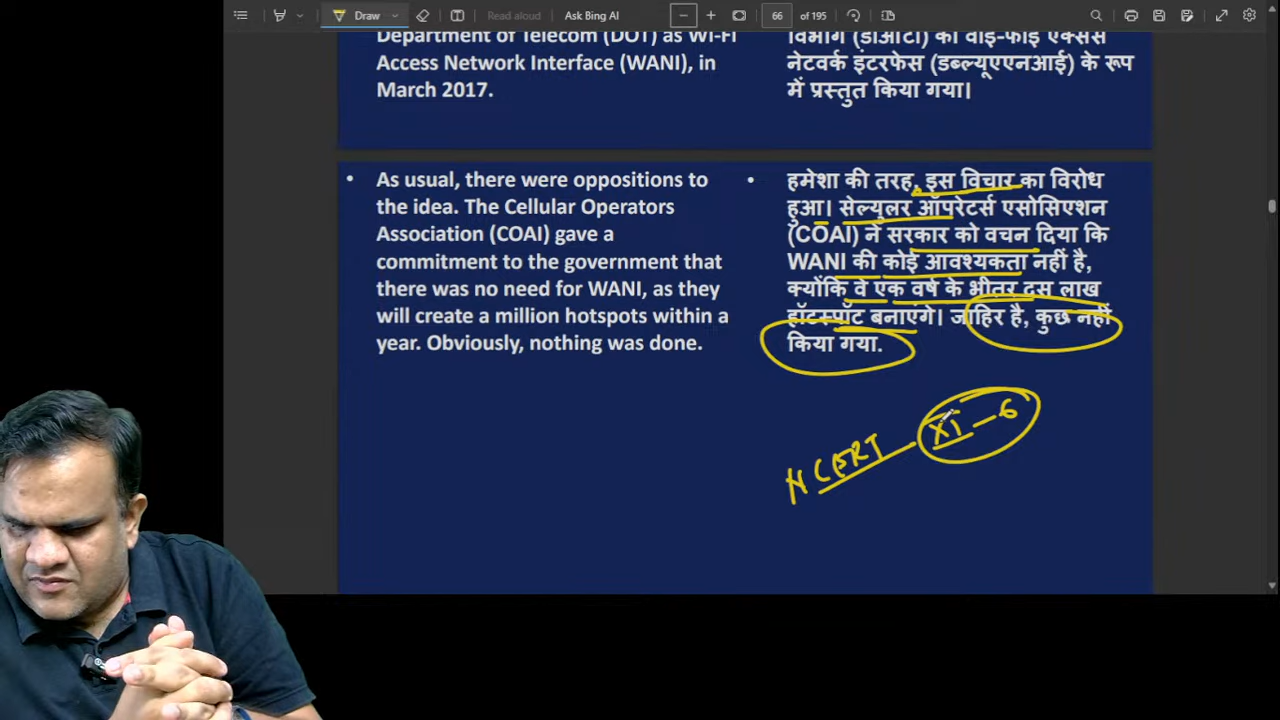 Draw
Read aloud
Ask Bing AI
66 of 195
Department of Telecom (DOT) as Wi-Fi
Access Network Interface (WANI), in
March 2017.
विभाग (डीओटी) को वाई-फाई एक्सेस
नेटवर्क इंटरफेस (डब्ल्यूएएनआई) के रूप
में प्रस्तुत किया गया।
• As usual, there were oppositions to
the idea. The Cellular Operators
Association (COAI) gave a
commitment to the government that
there was no need for WANI, as they
will create a million hotspots within a
year. Obviously, nothing was done.
• हमेशा की तरह, इस विचार का विरोध
हुआ। सेल्युलर ऑपरेटर्स एसोसिएशन
(COAI) ने सरकार को वचन दिया कि
WANI की कोई आवश्यकता नहीं है,
क्योंकि वे एक वर्ष के भीतर दस लाख
हॉटस्पॉट बनाएंगे। जाहिर है, कुछ नहीं
किया गया.
NCERT — XI — 6